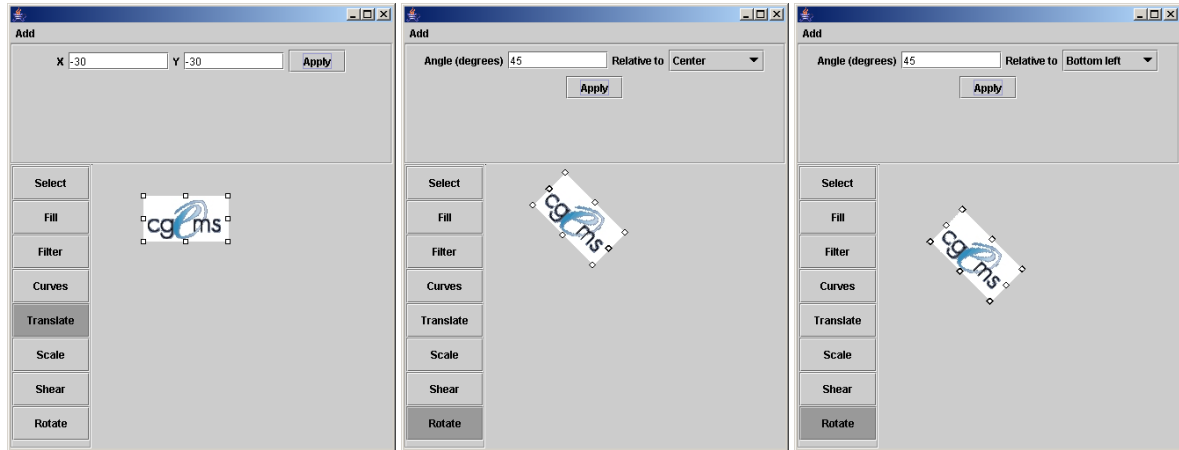 Add
X -30 Y -30 Apply
Select
Fill
Filter
Curves
Translate
Scale
Shear
Rotate
cgems
Add
Angle (degrees) 45 Relative to Center
Apply
Select
Fill
Filter
Curves
Translate
Scale
Shear
Rotate
cgems
Add
Angle (degrees) 45 Relative to Bottom left
Apply
Select
Fill
Filter
Curves
Translate
Scale
Shear
Rotate
cgems